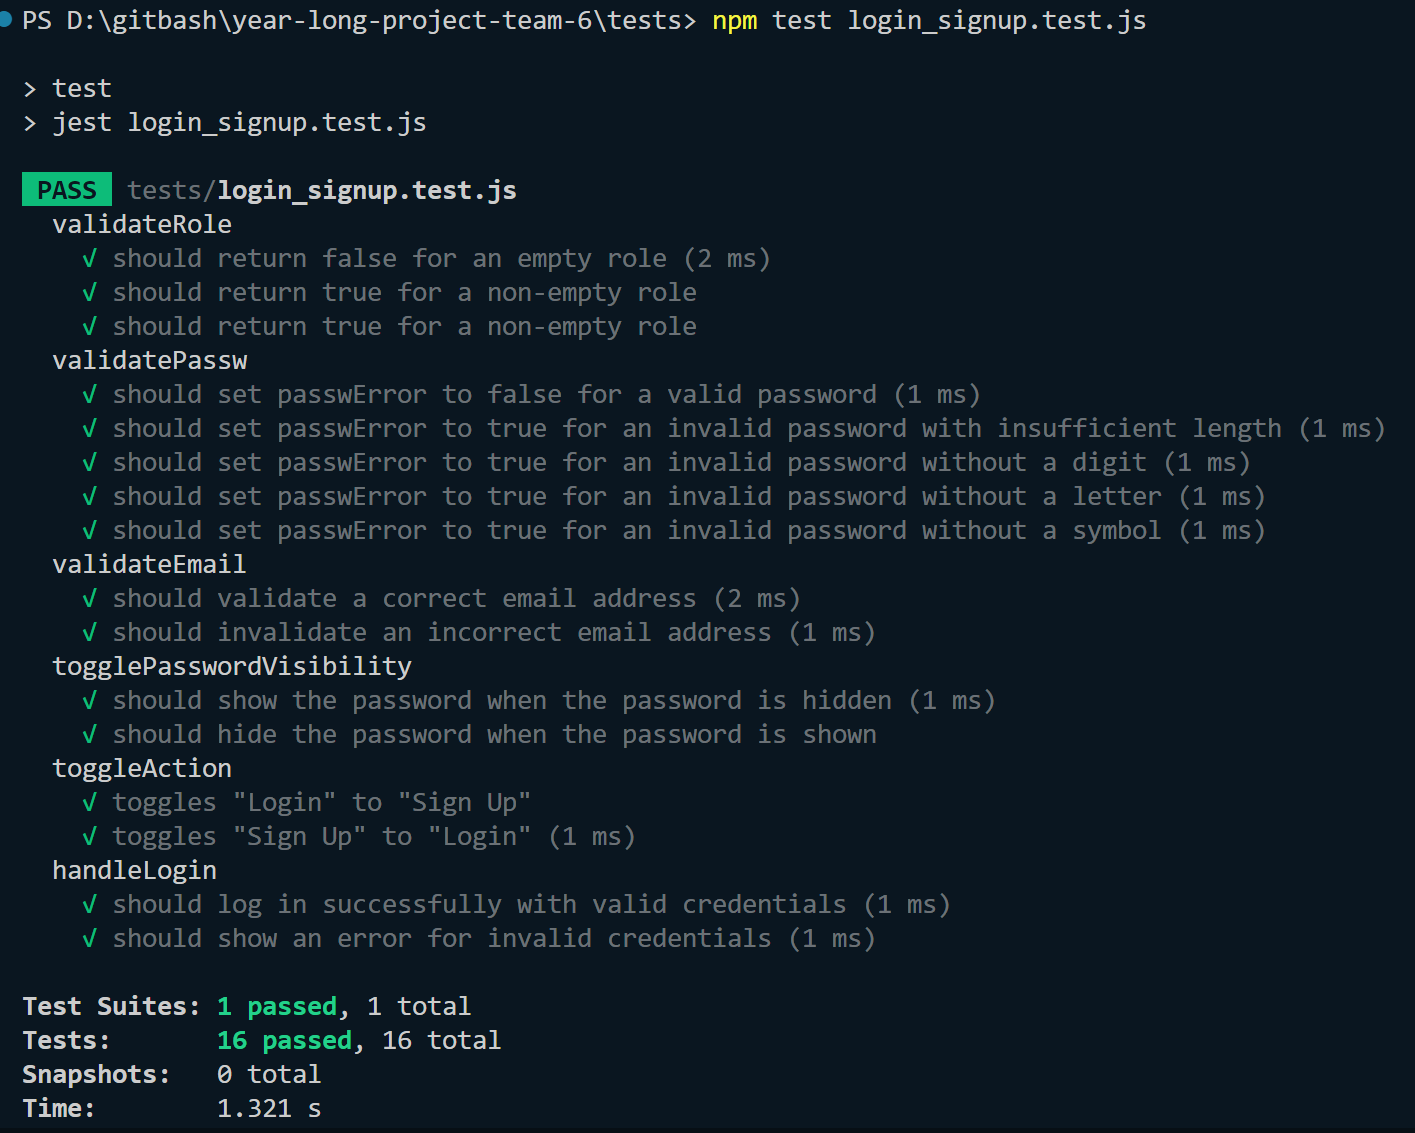 PS D:\gitbash\year-long-project-team-6\tests> npm test login_signup.test.js
> test
> jest login_signup.test.js
PASS tests/login_signup.test.js
validateRole
√ should return false for an empty role (2 ms)
√ should return true for a non-empty role
√ should return true for a non-empty role
validatePassw
√ should set passwError to false for a valid password (1 ms)
√ should set passwError to true for an invalid password with insufficient length (1 ms)
√ should set passwError to true for an invalid password without a digit (1 ms)
√ should set passwError to true for an invalid password without a letter (1 ms)
√ should set passwError to true for an invalid password without a symbol (1 ms)
validateEmail
√ should validate a correct email address (2 ms)
√ should invalidate an incorrect email address (1 ms)
togglePasswordVisibility
√ should show the password when the password is hidden (1 ms)
√ should hide the password when the password is shown
toggleAction
√ toggles "Login" to "Sign Up"
√ toggles "Sign Up" to "Login" (1 ms)
handleLogin
√ should log in successfully with valid credentials (1 ms)
√ should show an error for invalid credentials (1 ms)
Test Suites: 1 passed, 1 total
Tests: 16 passed, 16 total
Snapshots: 0 total
Time: 1.321 s